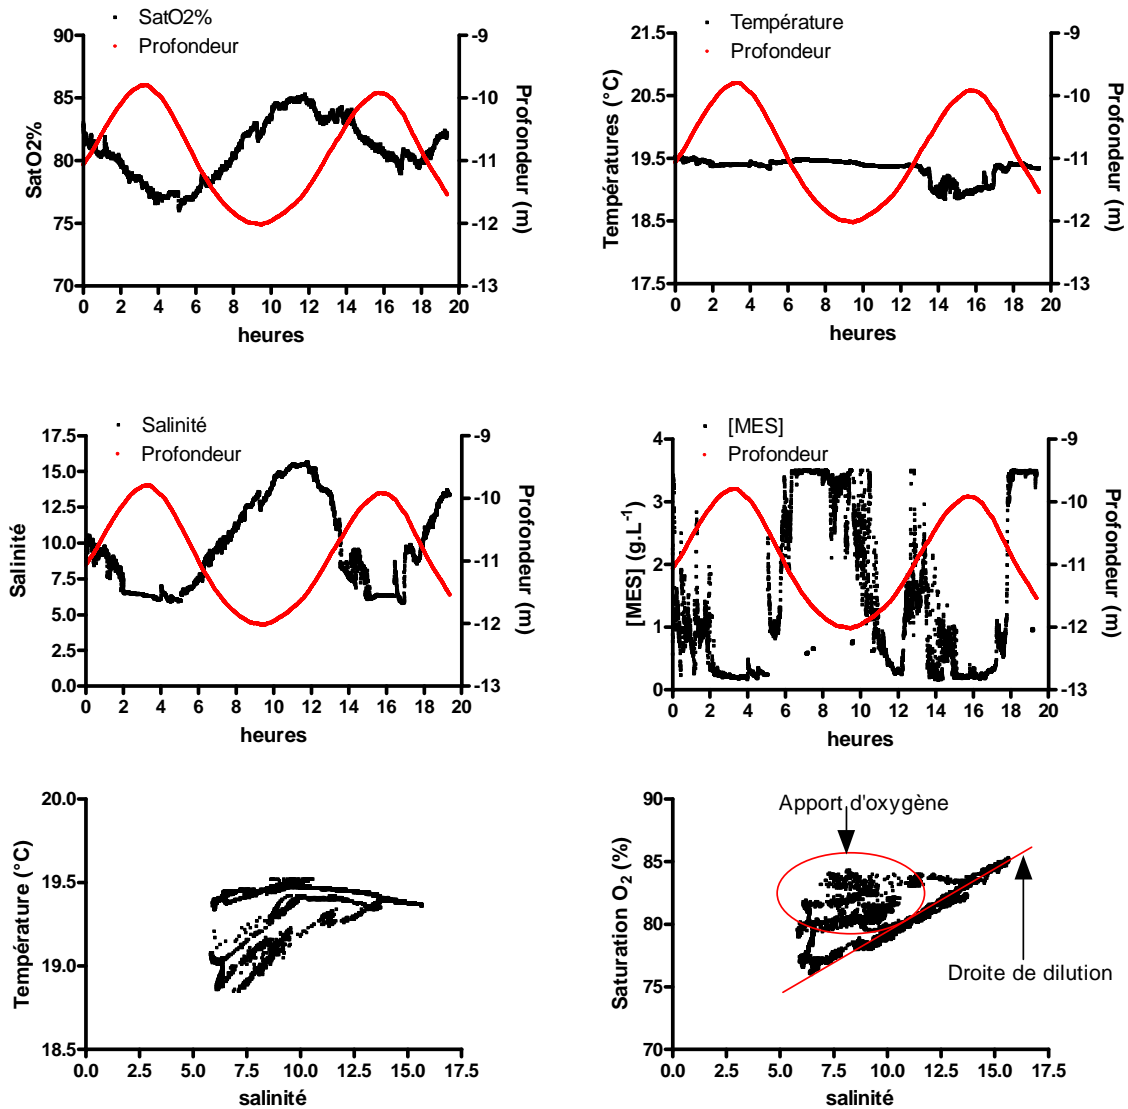 SatO2%
Profondeur
90
85
80
75
70
SatO2%
-9
-10
-11
-12
-13
Profondeur (m)
0 2 4 6 8 10 12 14 16 18 20
heures
Température
Profondeur
21.5
20.5
19.5
18.5
17.5
Températures (°C)
-9
-10
-11
-12
-13
Profondeur (m)
0 2 4 6 8 10 12 14 16 18 20
heures
Salinité
Profondeur
17.5
15.0
12.5
10.0
7.5
5.0
2.5
0.0
Salinité
-9
-10
-11
-12
-13
Profondeur (m)
0 2 4 6 8 10 12 14 16 18 20
heures
[MES]
Profondeur
4
3
2
1
0
[MES] (g.L⁻¹)
-9
-10
-11
-12
-13
Profondeur (m)
0 2 4 6 8 10 12 14 16 18 20
heures
20.0
19.5
19.0
18.5
Température (°C)
0.0 2.5 5.0 7.5 10.0 12.5 15.0 17.5
salinité
90
85
80
75
70
Saturation O₂ (%)
Apport d'oxygène
Droite de dilution
0.0 2.5 5.0 7.5 10.0 12.5 15.0 17.5
salinité